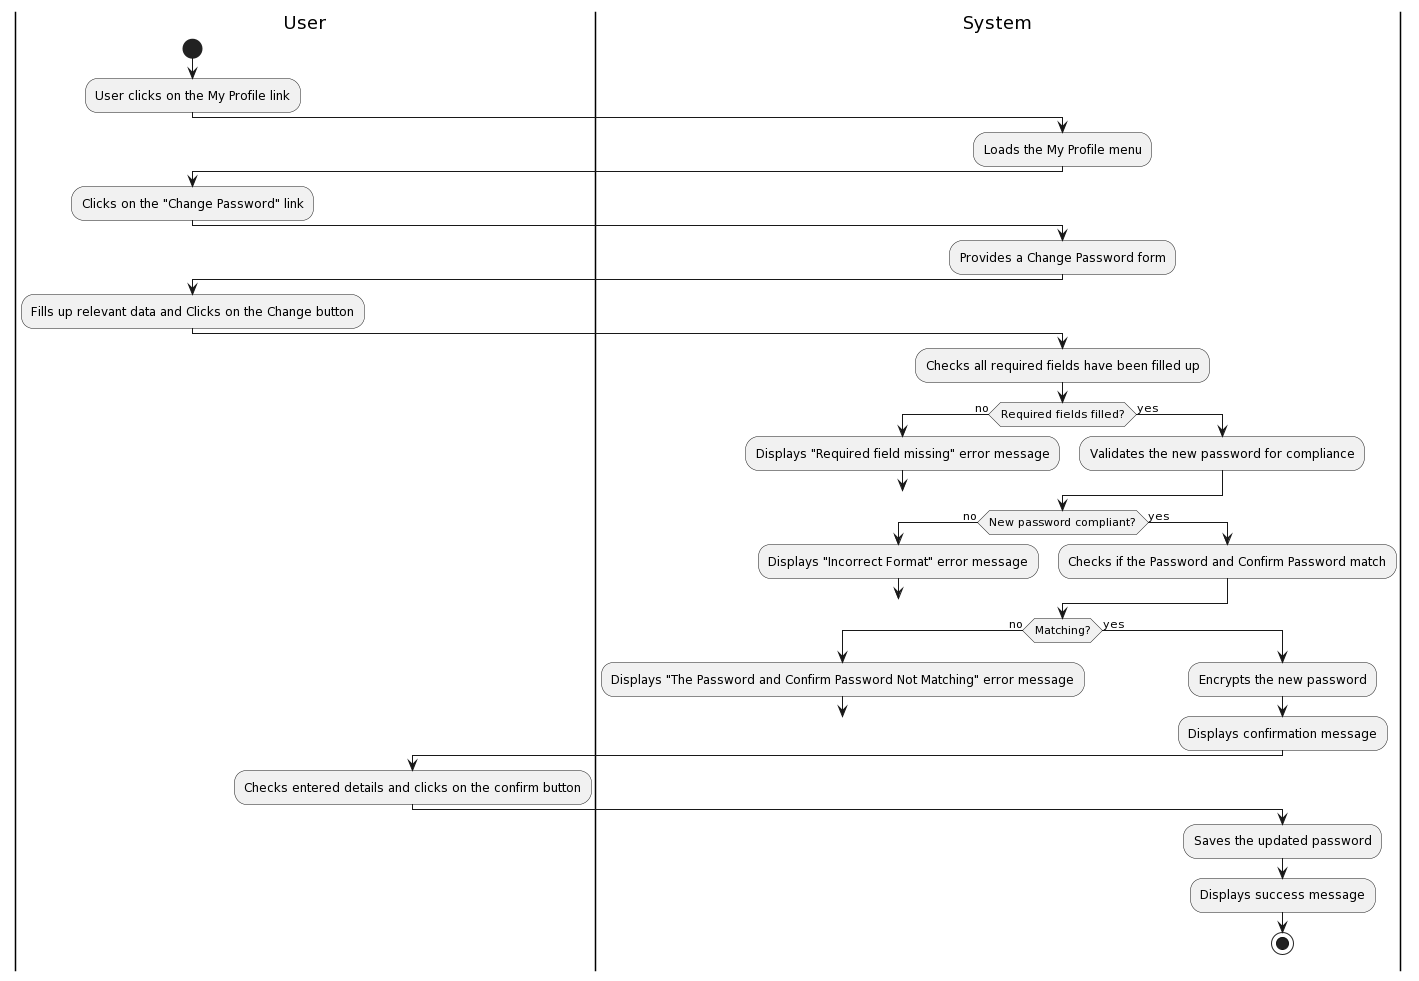 User
System
User clicks on the My Profile link
Loads the My Profile menu
Clicks on the "Change Password" link
Provides a Change Password form
Fills up relevant data and Clicks on the Change button
Checks all required fields have been filled up
no
Required fields filled?
yes
Displays "Required field missing" error message
Validates the new password for compliance
no
New password compliant?
yes
Displays "Incorrect Format" error message
Checks if the Password and Confirm Password match
no
Matching?
yes
Displays "The Password and Confirm Password Not Matching" error message
Encrypts the new password
Displays confirmation message
Checks entered details and clicks on the confirm button
Saves the updated password
Displays success message